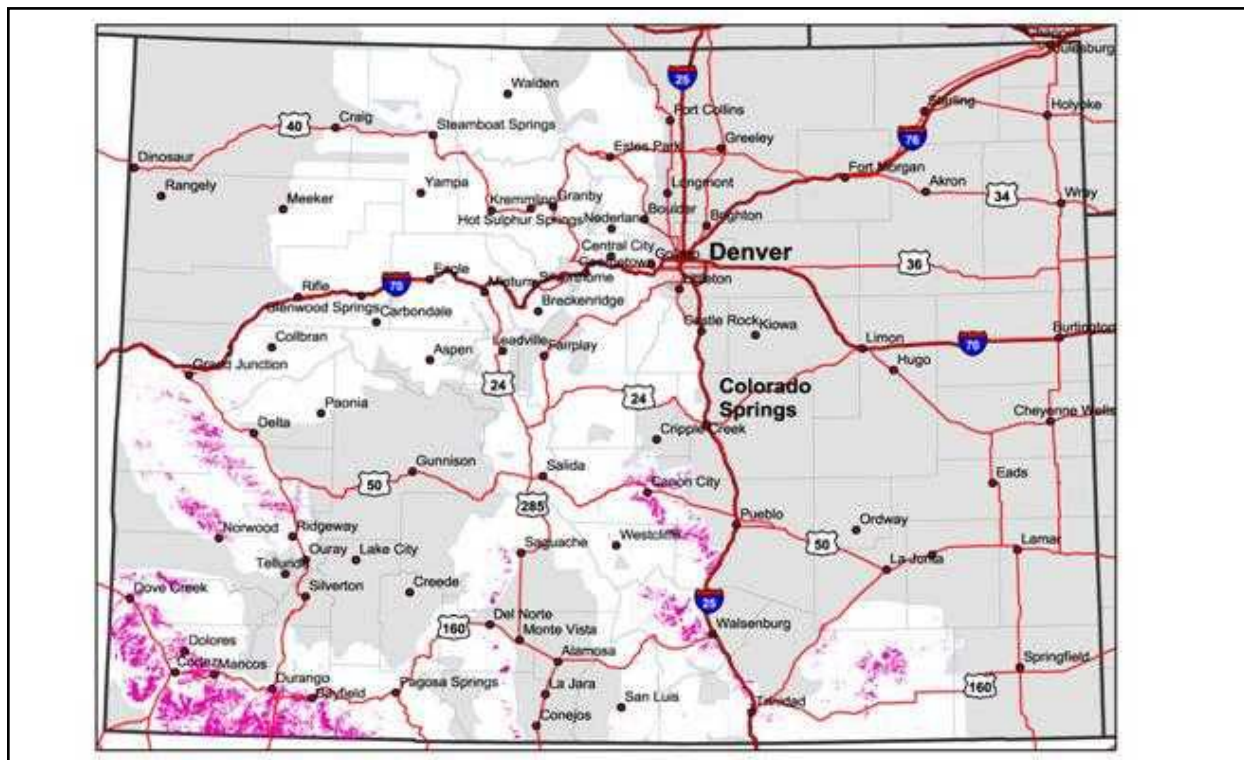 Julesburg
25
Walden
Sterling
Fort Collins
Holyoke
40
Craig
Steamboat Springs
76
Greeley
Estes Park
Dinosaur
Fort Morgan
Rangely
Yampa
Longmont
Akron
34
Wray
Meeker
Kremmling
Granby
Hot Sulphur Springs
Nederland
Boulder
Brighton
Central City
Golden
Denver
36
Georgetown
Eagle
70
Minturn
Silverthorne
Littleton
Rifle
Glenwood Springs
Carbondale
Breckenridge
Castle Rock
Kiowa
Burlington
Collbran
Leadville
Fairplay
Limon
70
Aspen
Hugo
Grand Junction
24
24
Colorado
Springs
Paonia
Cheyenne Wells
Delta
Cripple Creek
Gunnison
Salida
50
Canon City
Eads
285
Norwood
Ridgeway
Westcliffe
Pueblo
Ordway
50
Ouray
Lake City
Saguache
La Junta
Lamar
Telluride
Silverton
Creede
Dove Creek
25
Del Norte
160
Monte Vista
Walsenburg
Dolores
Alamosa
Cortez
Mancos
Springfield
Durango
Bayfield
Pagosa Springs
La Jara
San Luis
160
Trinidad
Conejos